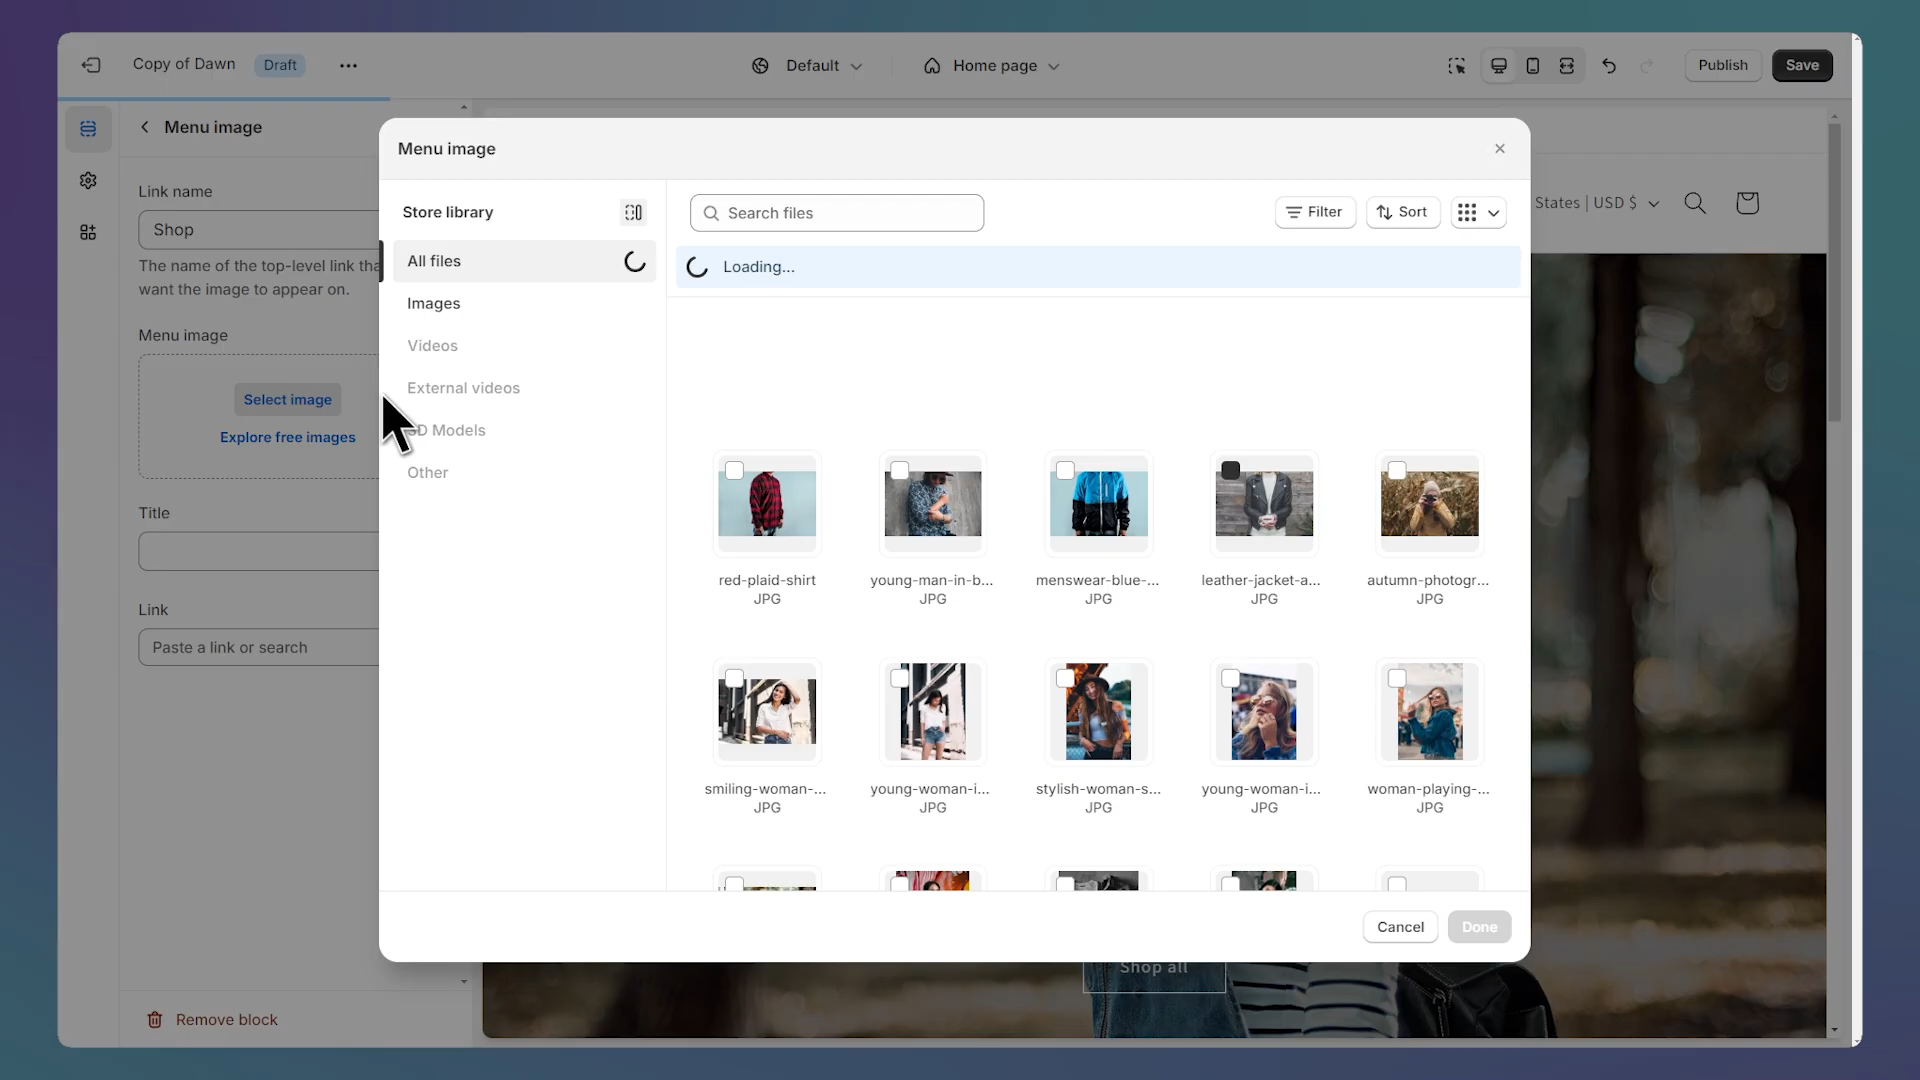 Copy of Dawn
Draft
Default
Home page
Publish
Save
Menu image
Link name
Shop
The name of the top-level link tha
want the image to appear on.
Menu image
Select image
Explore free images
Title
Link
Paste a link or search
Remove block
Menu image
Store library
All files
Images
Videos
External videos
3D Models
Other
Search files
Filter
Sort
Loading...
red-plaid-shirt
JPG
young-man-in-b...
JPG
menswear-blue-...
JPG
leather-jacket-a...
JPG
autumn-photogr...
JPG
smiling-woman-...
JPG
young-woman-i...
JPG
stylish-woman-s...
JPG
young-woman-i...
JPG
woman-playing-...
JPG
Cancel
Done
States | USD $
Shop all